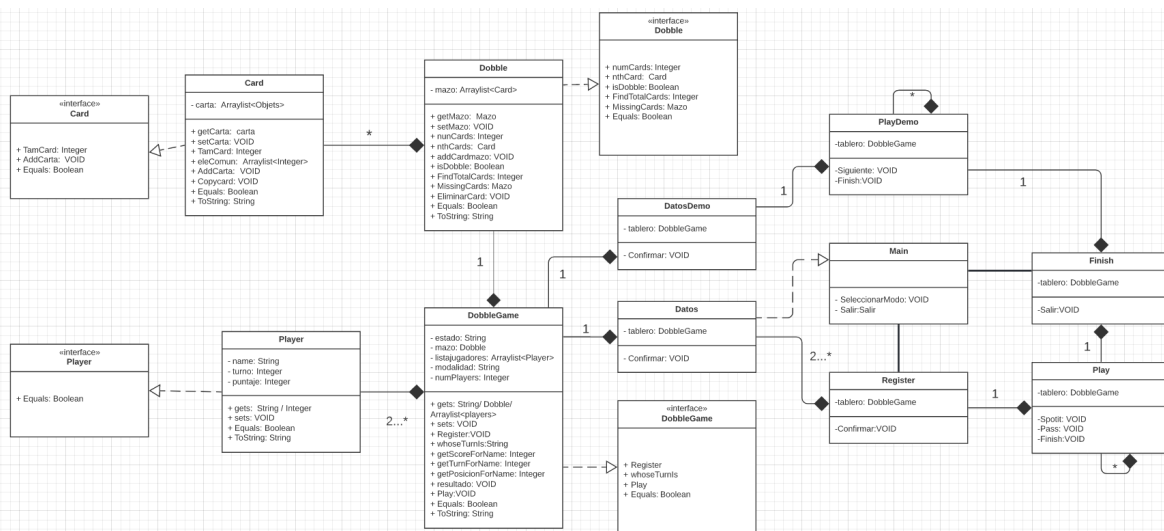 «interface»
Card
+ TamCard: Integer
+ AddCarta: VOID
+ Equals: Boolean
Card
- carta: Arraylist<Objets>
+ getCarta: carta
+ setCarta: VOID
+ TamCard: Integer
+ eleComun: Arraylist<Integer>
+ AddCarta: VOID
+ Copycard: VOID
+ Equals: Boolean
+ ToString: String
*
Dobble
- mazo: Arraylist<Card>
+ getMazo: Mazo
+ setMazo: VOID
+ nunCards: Integer
+ nthCards: Card
+ addCardmazo: VOID
+ isDobble: Boolean
+ FindTotalCards: Integer
+ MissingCards: Mazo
+ EliminarCard: VOID
+ Equals: Boolean
+ ToString: String
«interface»
Dobble
+ numCards: Integer
+ nthCard: Card
+ isDobble: Boolean
+ FindTotalCards: Integer
+ MissingCards: Mazo
+ Equals: Boolean
*
PlayDemo
-tablero: DobbleGame
-Siguiente: VOID
-Finish:VOID
1
1
DatosDemo
- tablero: DobbleGame
- Confirmar: VOID
1
1
Main
- SeleccionarModo: VOID
- Salir:Salir
Finish
-tablero: DobbleGame
-Salir:VOID
«interface»
Player
+ Equals: Boolean
Player
- name: String
- turno: Integer
- puntaje: Integer
+ gets: String / Integer
+ sets: VOID
+ Equals: Boolean
+ ToString: String
2...*
DobbleGame
- estado: String
- mazo: Dobble
- listajugadores: Arraylist<Player>
- modalidad: String
- numPlayers: Integer
+ gets: String/ Dobble/
Arraylist<players>
+ sets: VOID
+ Register:VOID
+ whoseTurnIs:String
+ getScoreForName: Integer
+ getTurnForName: Integer
+ getPosicionForName: Integer
+ resultado: VOID
+ Play:VOID
+ Equals: Boolean
+ ToString: String
1
Datos
- tablero: DobbleGame
- Confirmar: VOID
2...*
1
Register
-tablero: DobbleGame
-Confirmar:VOID
1
Play
-tablero: DobbleGame
-Spotit: VOID
-Pass: VOID
-Finish:VOID
*
«interface»
DobbleGame
+ Register
+ whoseTurnIs
+ Play
+ Equals: Boolean